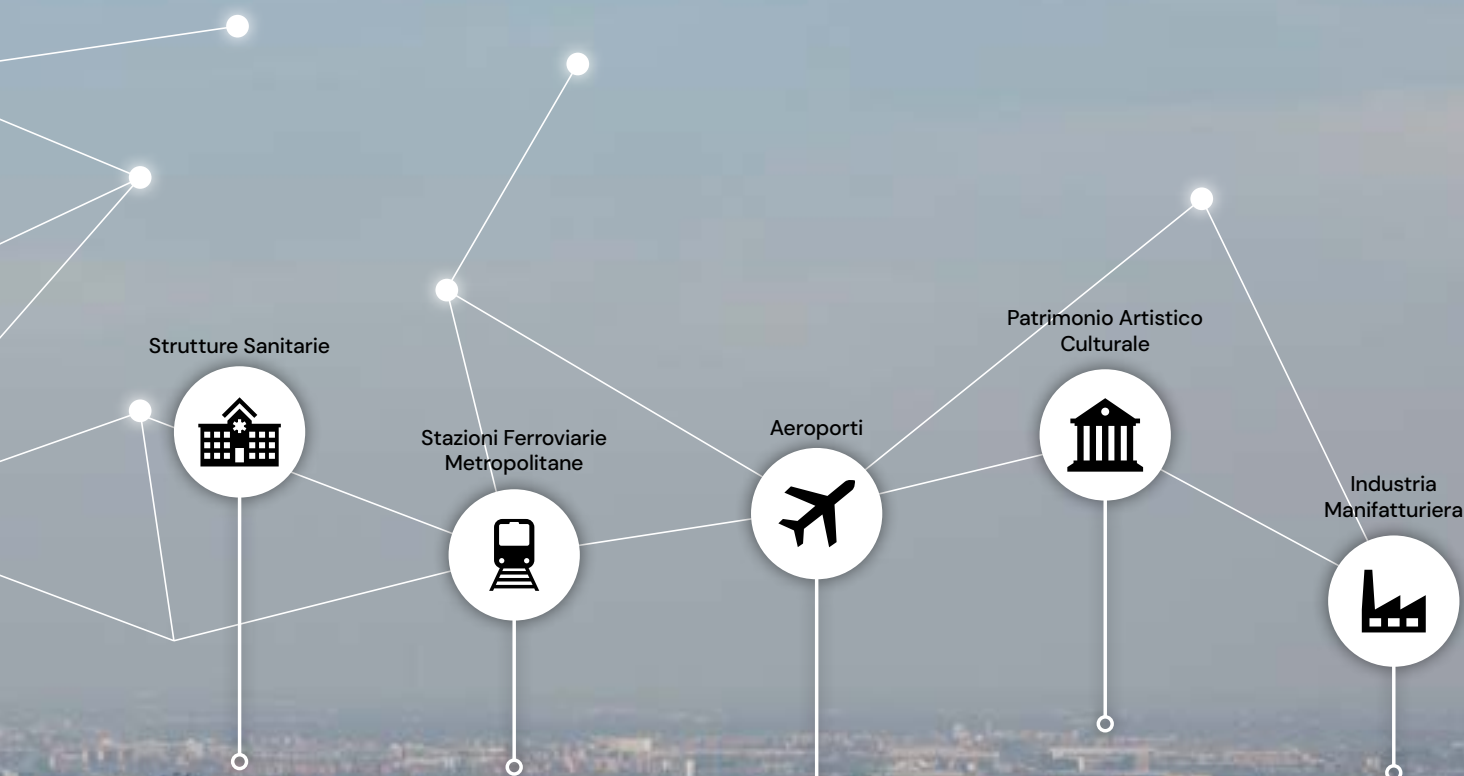 Strutture Sanitarie
Stazioni Ferroviarie
Metropolitane
Aeroporti
Patrimonio Artistico
Culturale
Industria
Manifatturiera